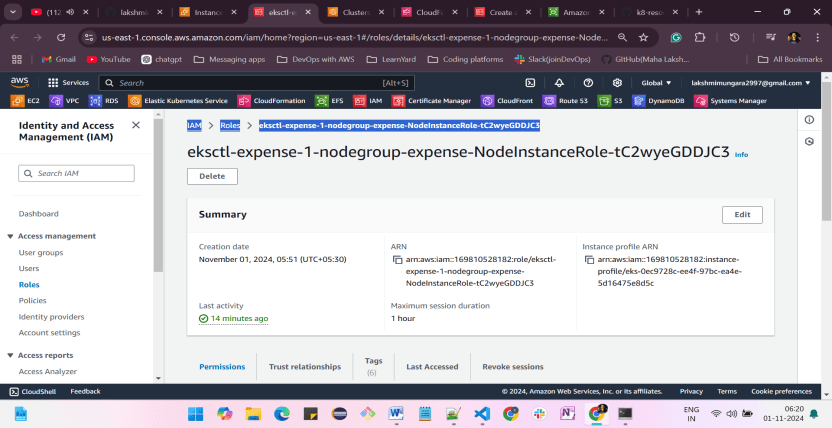 (112
lakshmi
Instance
eksctl-e
Cluster
CloudF
Create a
Amazon
k8-reso
us-east-1.console.aws.amazon.com/iam/home?region=us-east-1#/roles/details/eksctl-expense-1-nodegroup-expense-Node...
Gmail YouTube chatgpt Messaging apps DevOps with AWS LearnYard Coding platforms Slack(joinDevOps) GitHub(Maha Laksh... All Bookmarks
aws Services Search [Alt+S] Global lakshmimungara2997@gmail.com
EC2 VPC RDS Elastic Kubernetes Service CloudFormation EFS IAM Certificate Manager CloudFront Route 53 S3 DynamoDB Systems Manager
Identity and Access
Management (IAM)
Search IAM
Dashboard
Access management
User groups
Users
Roles
Policies
Identity providers
Account settings
Access reports
Access Analyzer
IAM > Roles > eksctl-expense-1-nodegroup-expense-NodeInstanceRole-tC2wyeGDDJC3
eksctl-expense-1-nodegroup-expense-NodeInstanceRole-tC2wyeGDDJC3 Info
Delete
Summary
Edit
Creation date
November 01, 2024, 05:51 (UTC+05:30)
ARN
arn:aws:iam::169810528182:role/eksctl-
expense-1-nodegroup-expense-
NodeInstanceRole-tC2wyeGDDJC3
Instance profile ARN
arn:aws:iam::169810528182:instance-
profile/eks-0ec9728c-ee4f-97bc-ea4e-
5d16475e8d5c
Last activity
14 minutes ago
Maximum session duration
1 hour
Permissions
Trust relationships
Tags
(6)
Last Accessed
Revoke sessions
CloudShell Feedback © 2024, Amazon Web Services, Inc. or its affiliates. Privacy Terms Cookie preferences
ENG
IN
06:20
01-11-2024